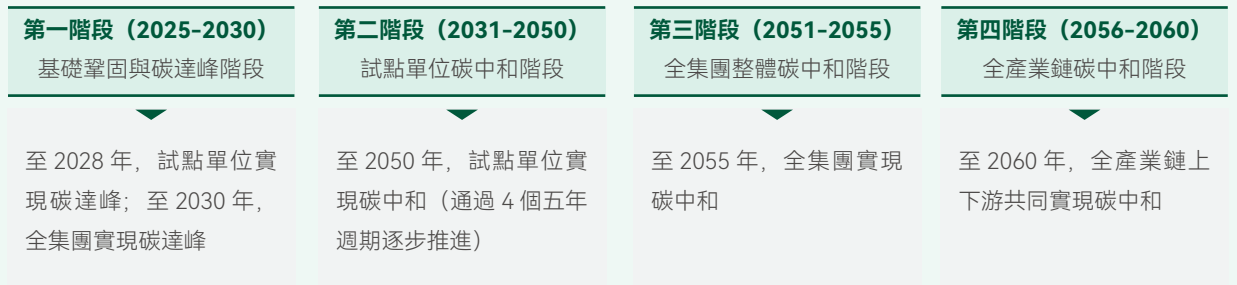 第一階段（2025-2030）
基礎鞏固與碳達峰階段
至 2028 年，試點單位實
現碳達峰；至 2030 年，
全集團實現碳達峰
第二階段（2031-2050）
試點單位碳中和階段
至 2050 年，試點單位實
現碳中和（通過 4 個五年
週期逐步推進）
第三階段（2051-2055）
全集團整體碳中和階段
至 2055 年，全集團實現
碳中和
第四階段（2056-2060）
全產業鏈碳中和階段
至 2060 年，全產業鏈上
下游共同實現碳中和